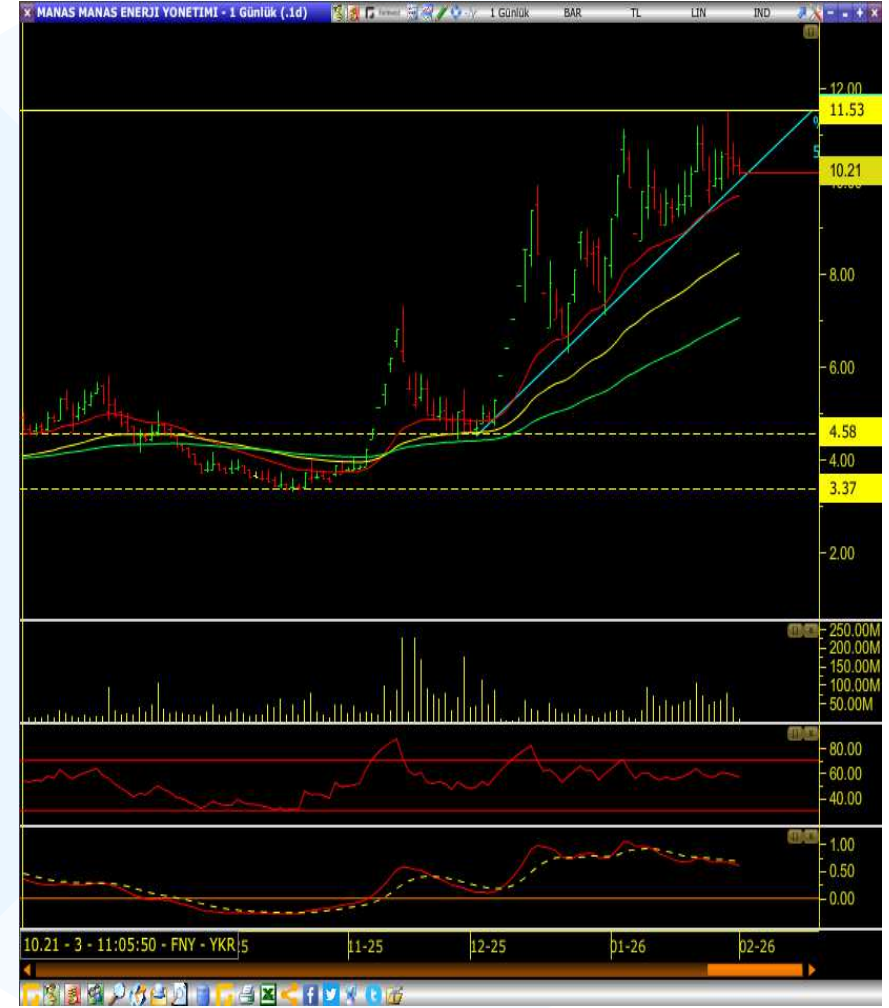 MANAS MANAS ENERJI YONETIMI - 1 Günlük (.1d)
1 Günlük BAR TL LIN IND
12.00
11.53
10.21
10.00
8.00
6.00
4.58
4.00
3.37
2.00
250.00M
200.00M
150.00M
100.00M
50.00M
80.00
60.00
40.00
1.00
0.50
0.00
10.21 - 3 - 11:05:50 - FNY - YKR
11-25 12-25 01-26 02-26